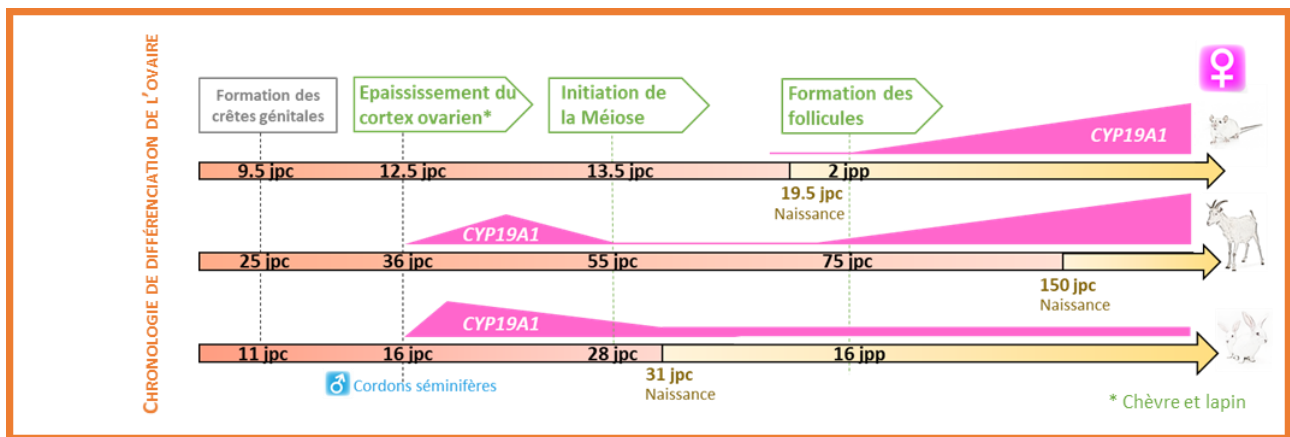 CHRONOLOGIE DE DIFFÉRENCIATION DE L'OVAIRE
Formation des
crêtes génitales
Epaississement du
cortex ovarien*
Initiation de
la Méiose
Formation des
follicules
♀
CYP19A1
9.5 jpc
12.5 jpc
13.5 jpc
2 jpp
19.5 jpc
Naissance
CYP19A1
25 jpc
36 jpc
55 jpc
75 jpc
150 jpc
Naissance
CYP19A1
11 jpc
16 jpc
28 jpc
16 jpp
31 jpc
Naissance
♂ Cordons séminifères
* Chèvre et lapin